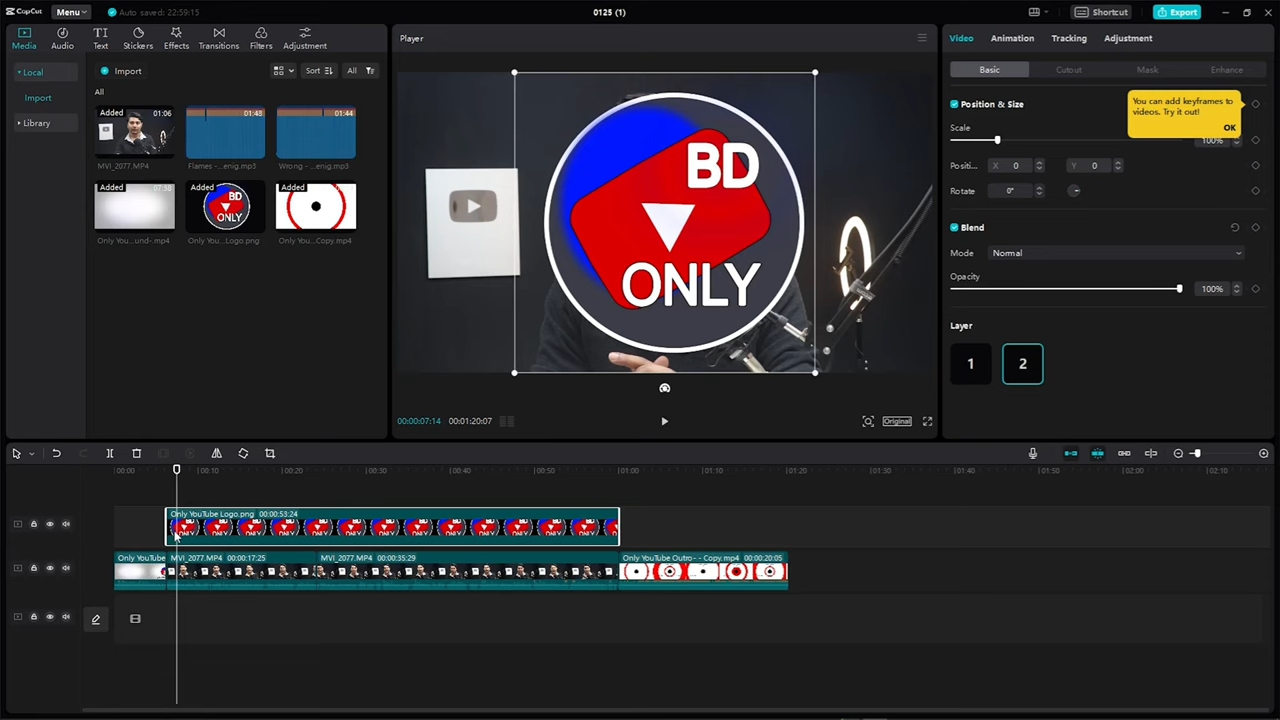 CapCut
Menu
Auto saved: 22:59:15
0125 (1)
Shortcut
Export
Media
Audio
Text
Stickers
Effects
Transitions
Filters
Adjustment
Local
Import
Library
Import
Sort
All
All
Added
01:06
MVI_2077.MP4
01:48
Flames - ...enig.mp3
01:44
Wrong - ...enig.mp3
Added
07:38
Only You...und-.mp4
Added
BD
ONLY
Only You...Logo.png
Added
Only You...Copy.mp4
Player
BD
ONLY
00:00:07:14
00:01:20:07
Original
Video
Animation
Tracking
Adjustment
Basic
Cutout
Mask
Enhance
Position & Size
You can add keyframes to
videos. Try it out!
OK
Scale
100%
Positi...
X
0
Y
0
Rotate
0°
Blend
Mode
Normal
Opacity
100%
Layer
1
2
00:00
00:10
00:20
00:30
00:40
00:50
01:00
01:10
01:20
01:30
01:40
01:50
02:00
02:10
Only YouTube Logo.png 00:00:53:24
Only YouTube
MVI_2077.MP4 00:00:17:25
MVI_2077.MP4 00:00:35:29
Only YouTube Outro- - Copy.mp4 00:00:20:05